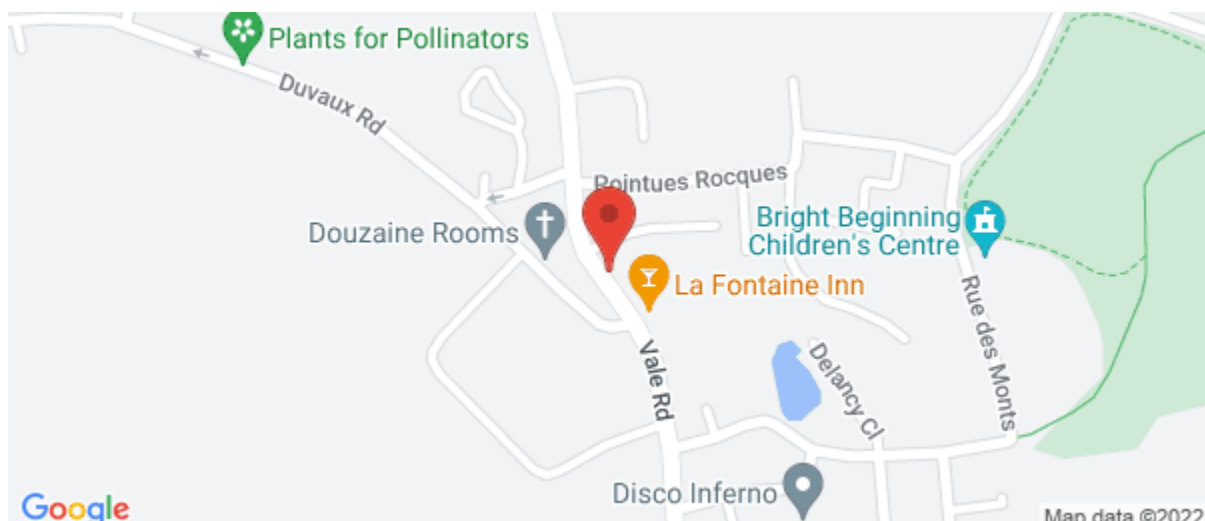 Plants for Pollinators
Duvaux Rd
Pointues Rocques
Douzaine Rooms
Bright Beginning
Children's Centre
La Fontaine Inn
Rue des Monts
Vale Rd
Delancy Cl
Disco Inferno
Google
Map data ©2022